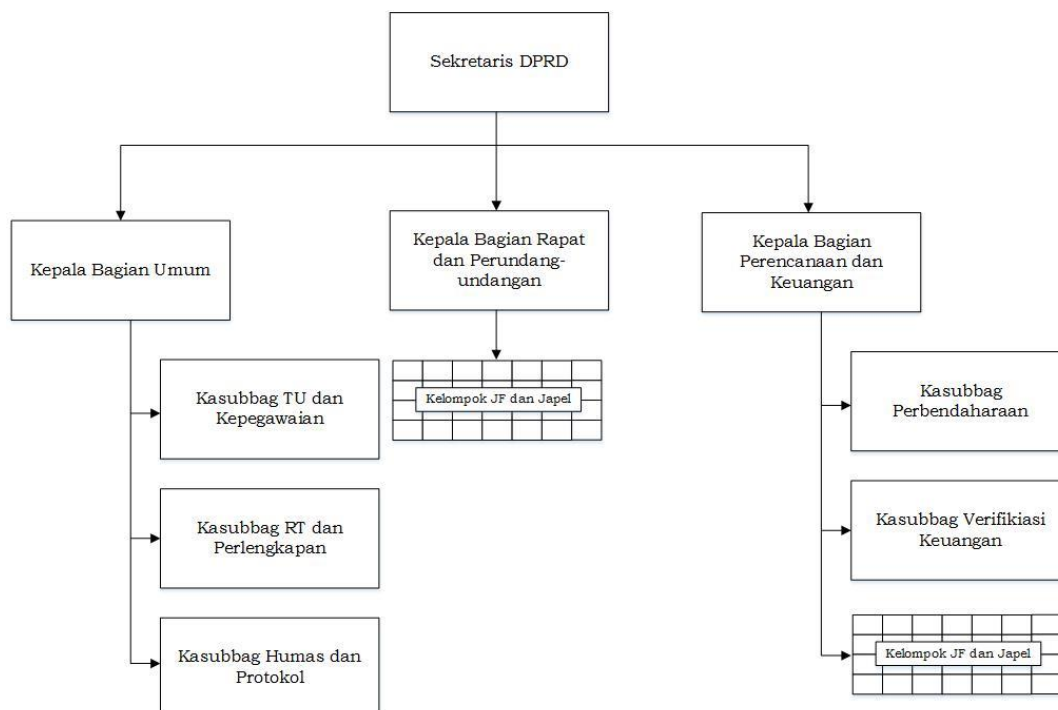 Sekretaris DPRD
Kepala Bagian Umum
Kepala Bagian Rapat
dan Perundang-
undangan
Kepala Bagian
Perencanaan dan
Keuangan
Kasubbag TU dan
Kepegawaian
Kasubbag RT dan
Perlengkapan
Kasubbag Humas dan
Protokol
Kelompok JF dan Japel
Kasubbag
Perbendaharaan
Kasubbag Verifikiasi
Keuangan
Kelompok JF dan Japel